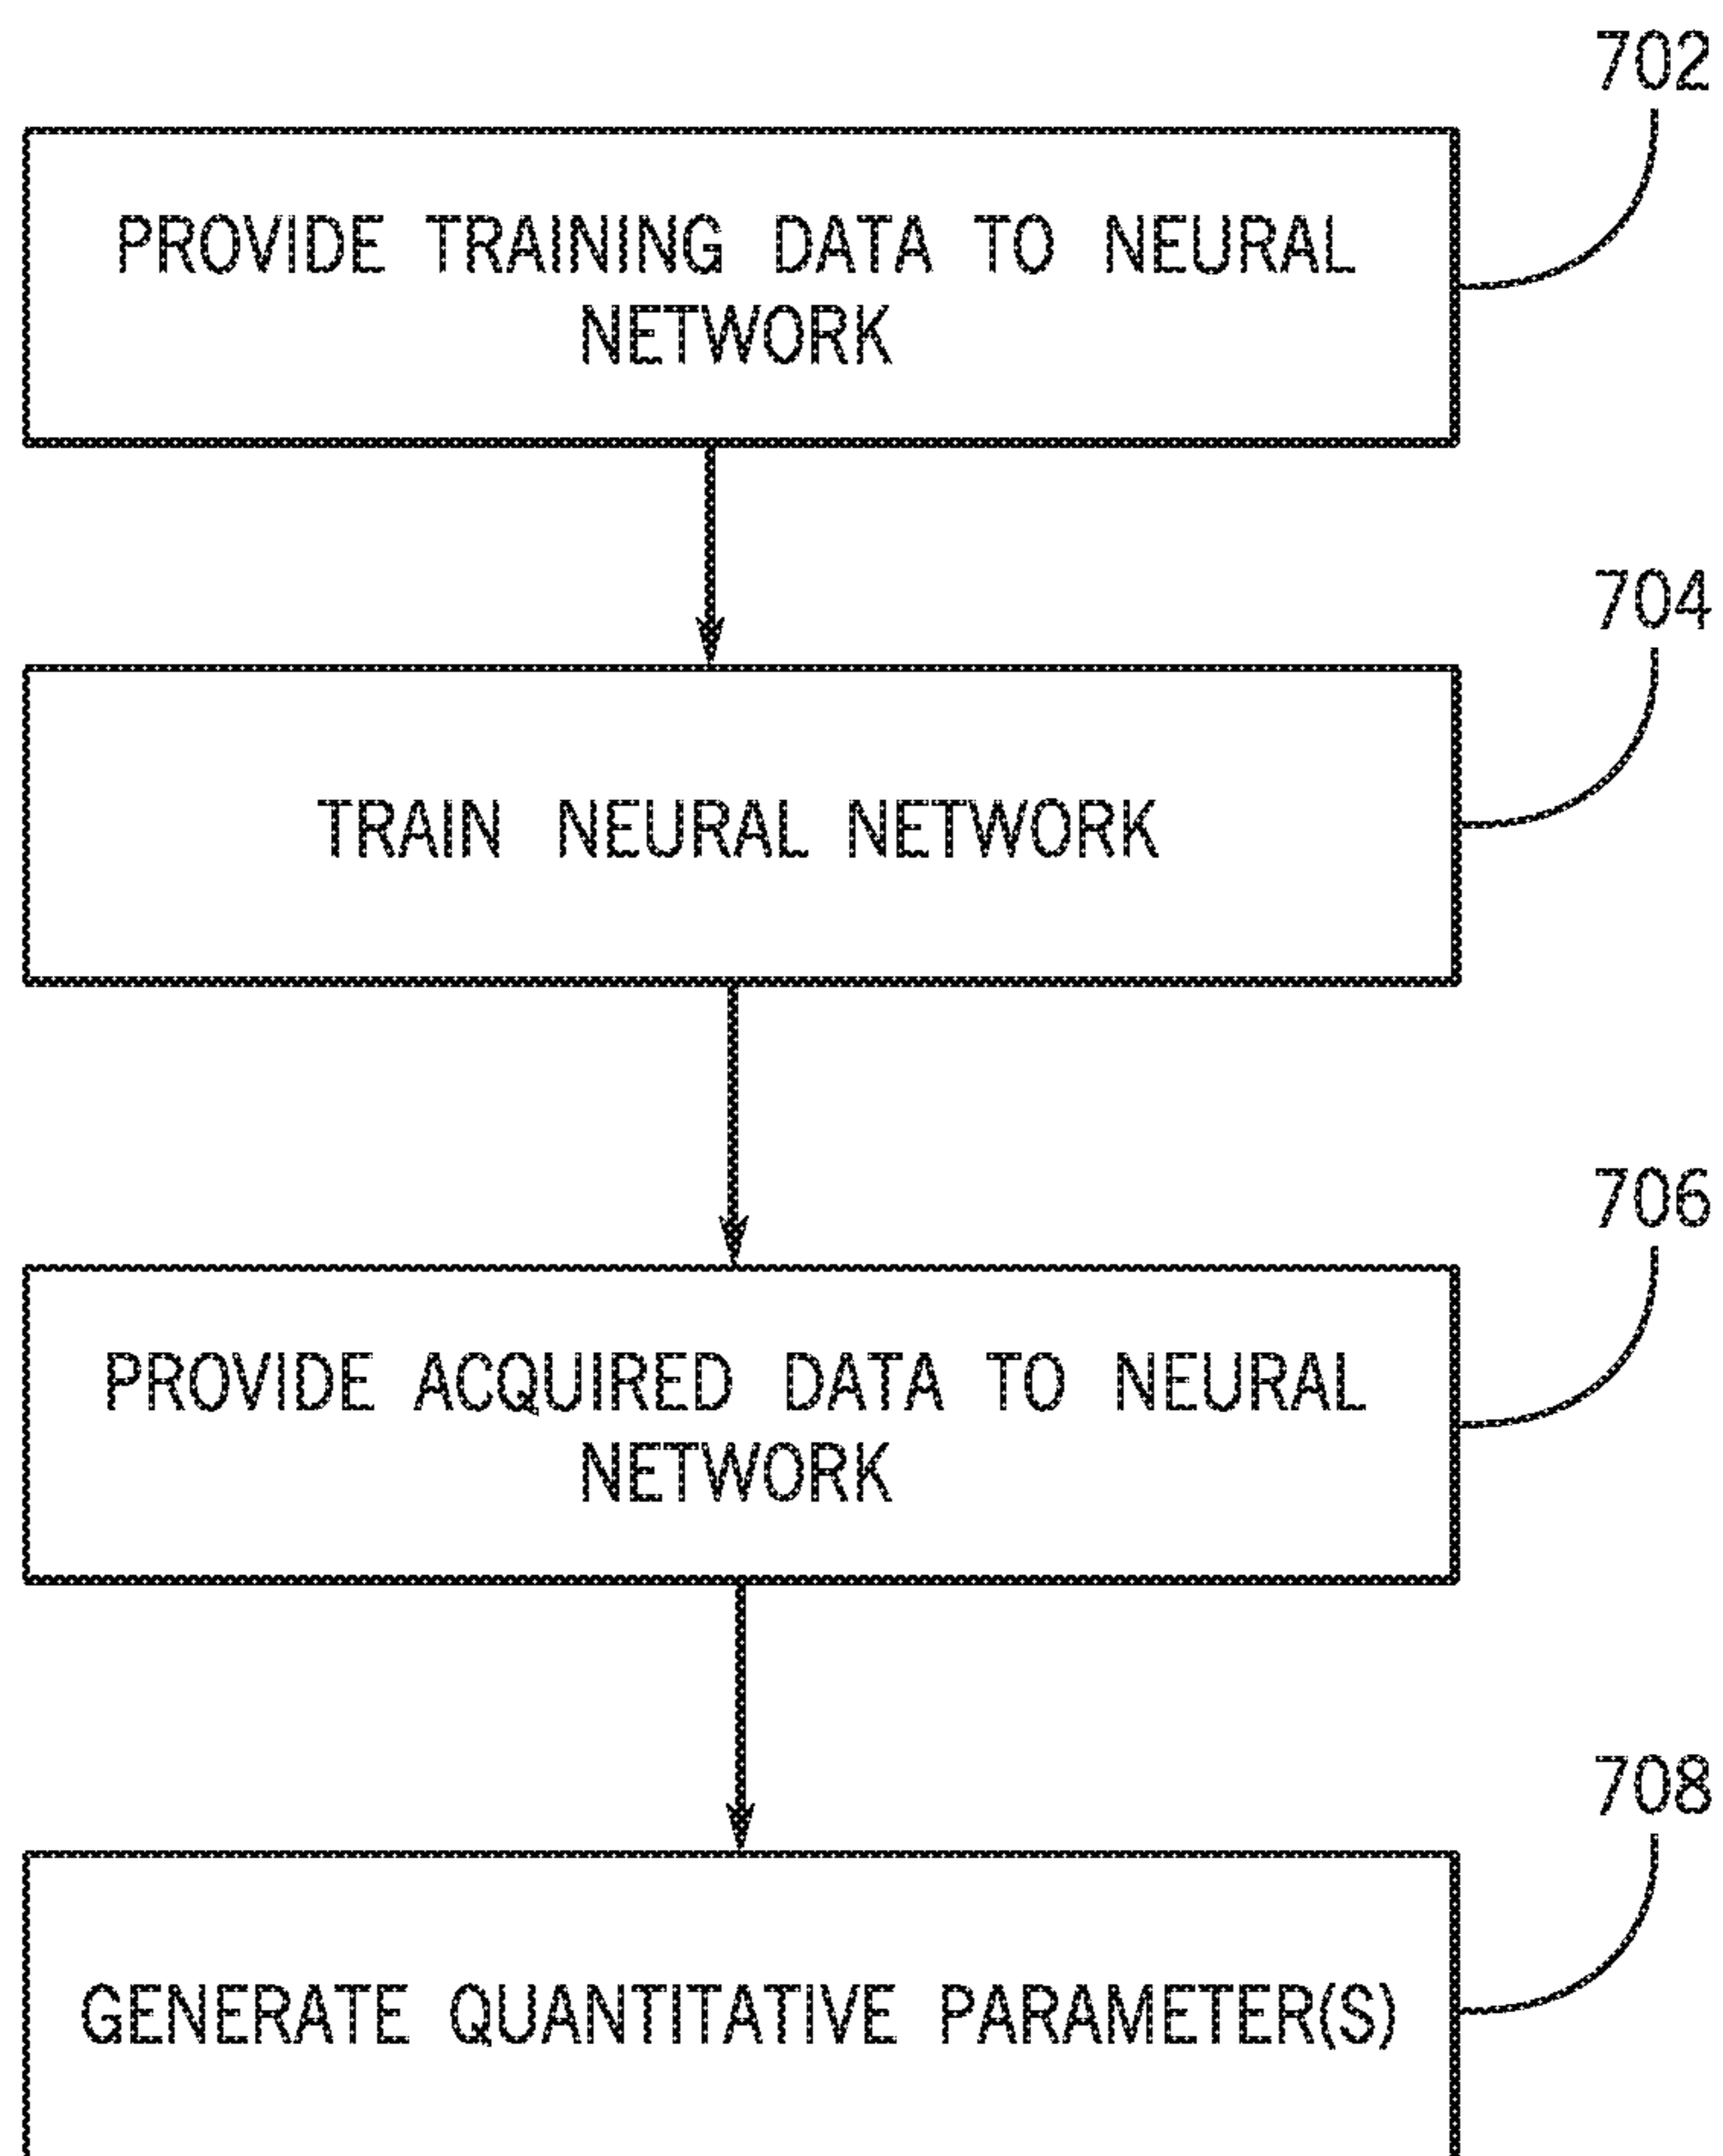 702
PROVIDE TRAINING DATA TO NEURAL
NETWORK
704
TRAIN NEURAL NETWORK
706
PROVIDE ACQUIRED DATA TO NEURAL
NETWORK
708
GENERATE QUANTITATIVE PARAMETER(S)